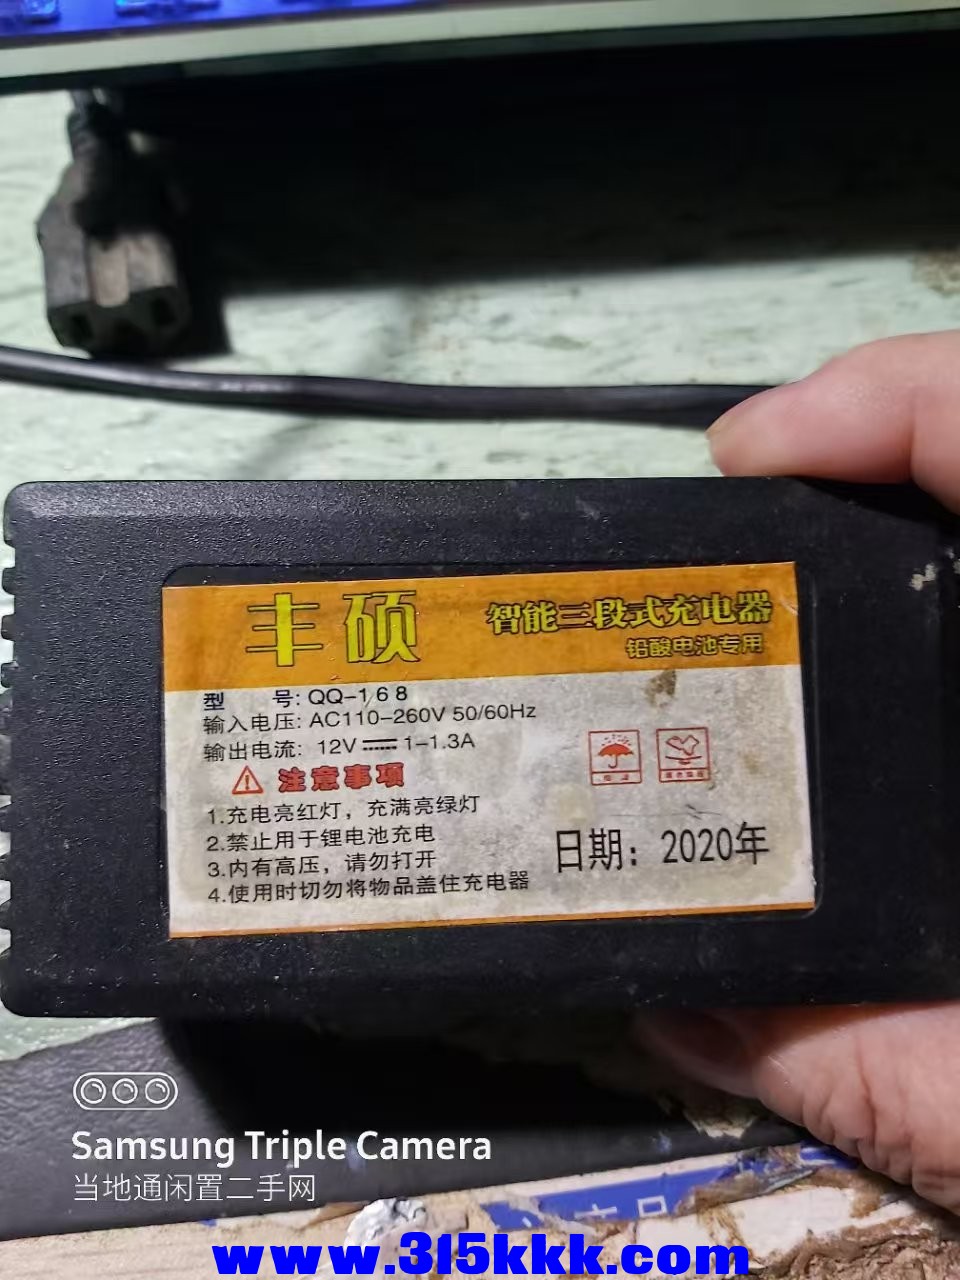 丰硕
智能三段式充电器
铅酸电池专用
型 号: QQ-168
输入电压: AC110-260V 50/60Hz
输出电流: 12V 1-1.3A
注意事项
1.充电亮红灯，充满亮绿灯
2.禁止用于锂电池充电
3.内有高压，请勿打开
4.使用时切勿将物品盖住充电器
日期：2020年
Samsung Triple Camera
当地通闲置二手网
www.315kkk.com